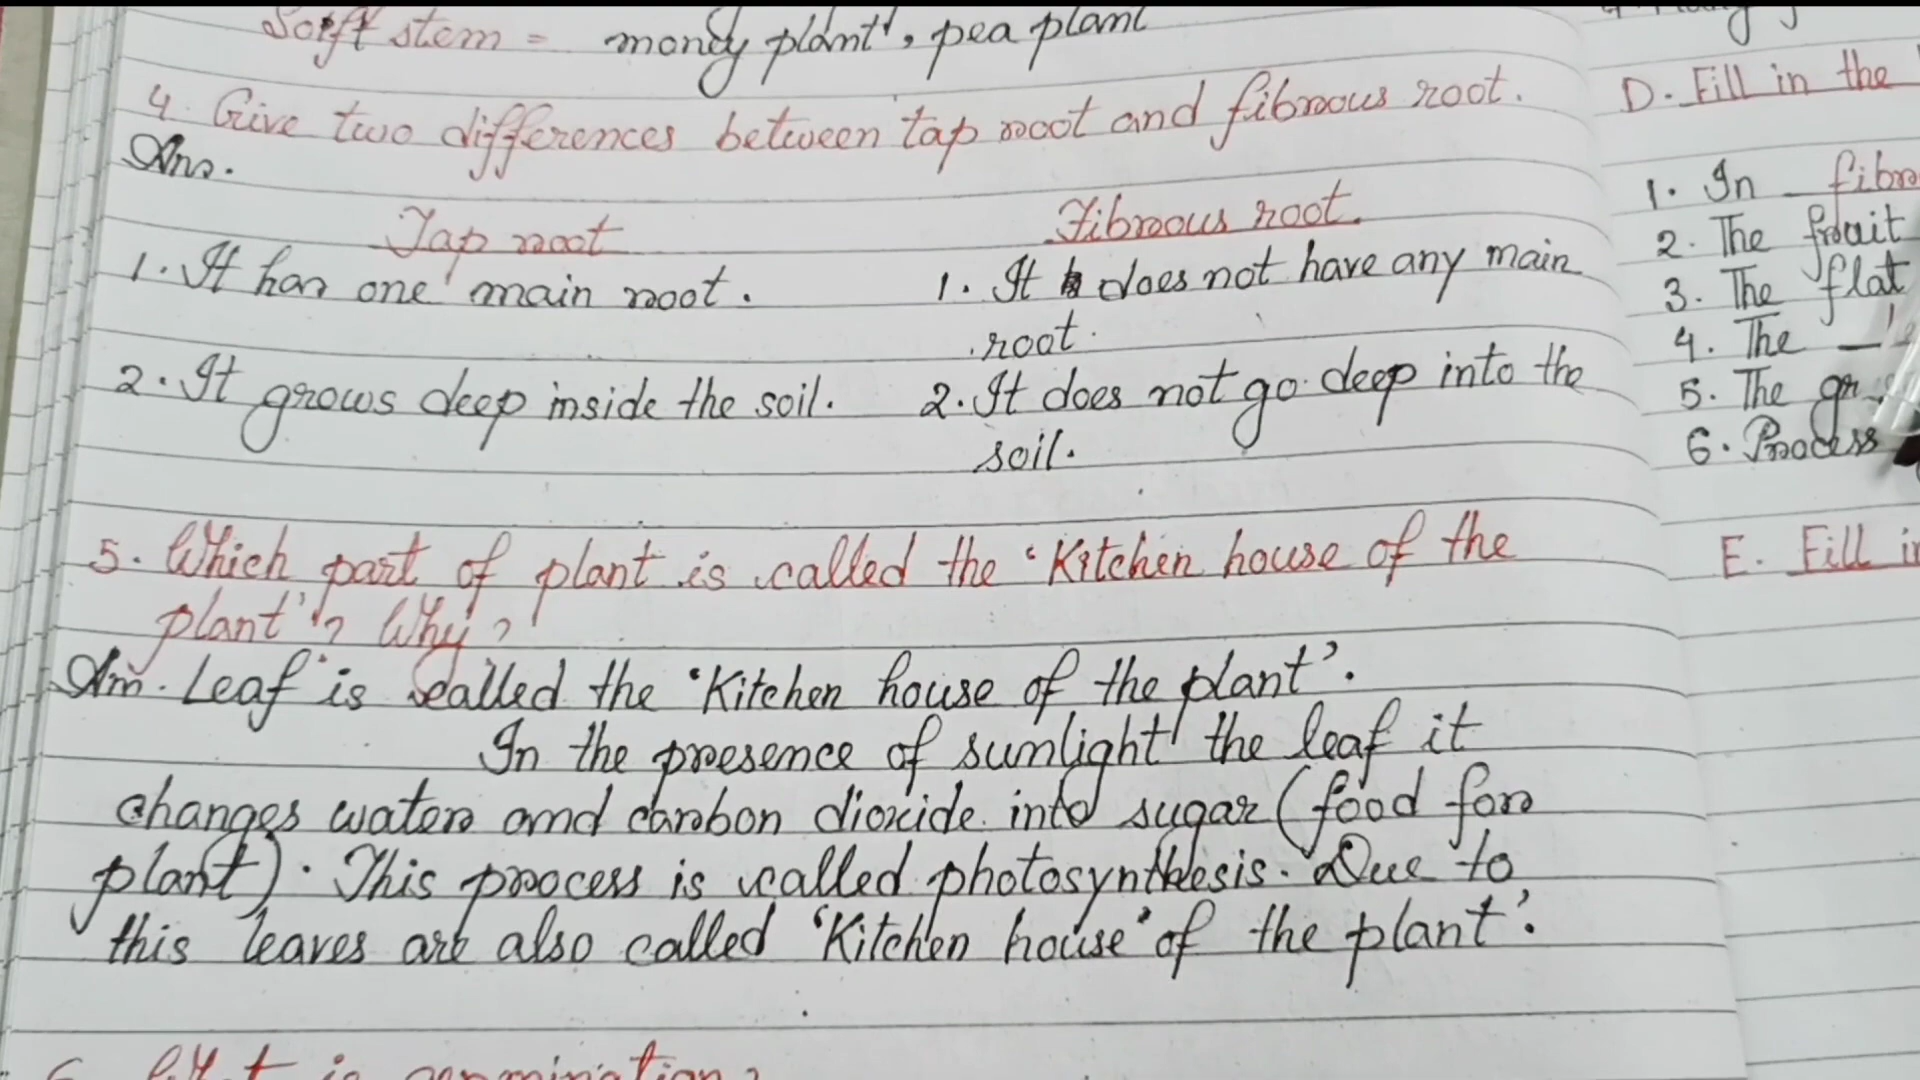 Soft stem = money plant, pea plant
4. Give two differences between tap root and fibrous root.
Ans.
Tap root
1. It has one main root.
2. It grows deep inside the soil.
Fibrous root.
1. It does not have any main
root.
2. It does not go deep into the
soil.
5. Which part of plant is called the 'Kitchen house of the
plant'? Why?
Ans. Leaf is called the 'Kitchen house of the plant'.
In the presence of sunlight the leaf it
changes water and carbon dioxide into sugar (food for
plant). This process is called photosynthesis. Due to
this leaves are also called 'Kitchen house' of the plant'.
6. What is germination?
D. Fill in the
1. In fibro
2. The fruit
3. The flat
4. The
5. The gr
6. Process
E. Fill in